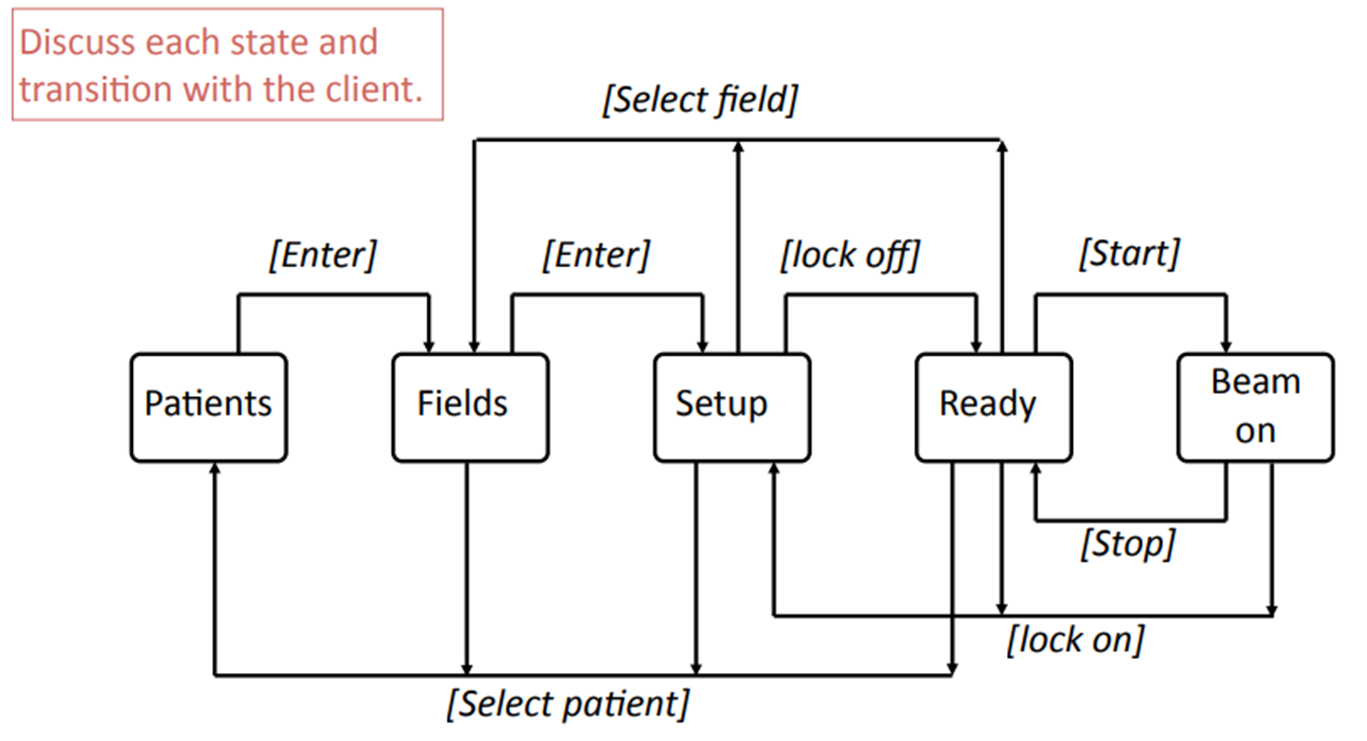 Discuss each state and
transition with the client.
[Select field]
[Enter]
[Enter]
[lock off]
[Start]
Patients
Fields
Setup
Ready
Beam
on
[Stop]
[lock on]
[Select patient]